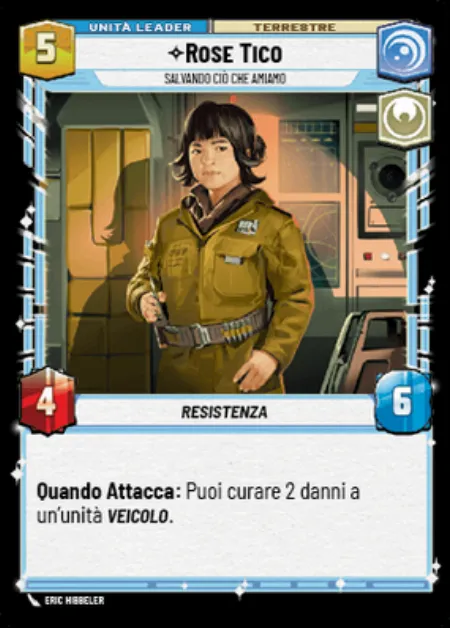 UNITÀ LEADER
TERRESTRE
5
ROSE TICO
SALVANDO CIÒ CHE AMIAMO
4
RESISTENZA
6
Quando Attacca: Puoi curare 2 danni a
un'unità VEICOLO.
ERIC HIBBELER